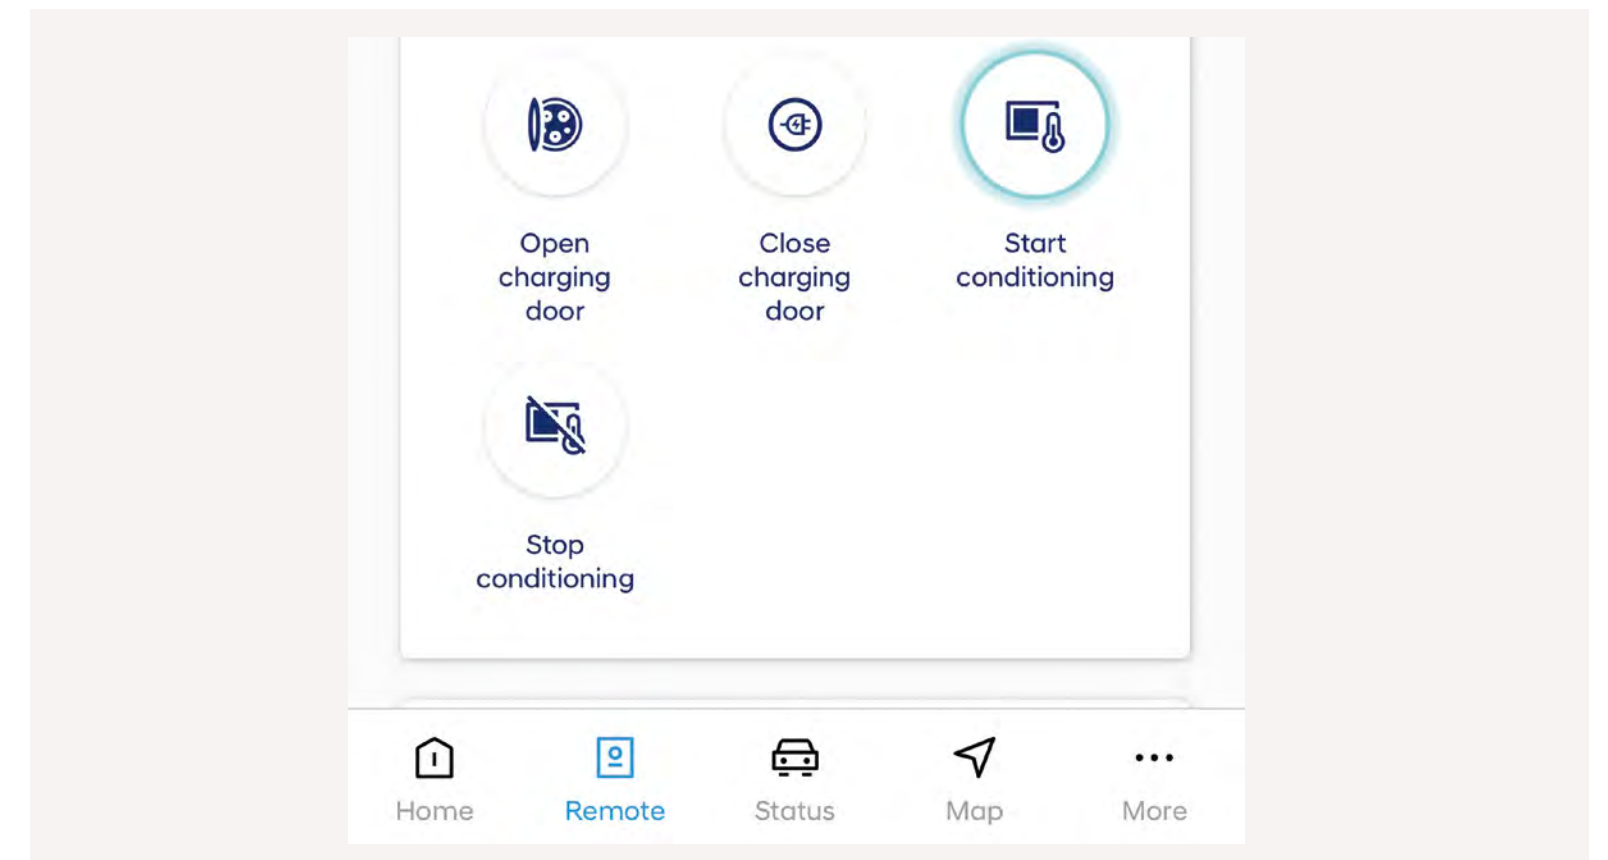 Open
charging
door
Close
charging
door
Start
conditioning
Stop
conditioning
Home
Remote
Status
Map
More